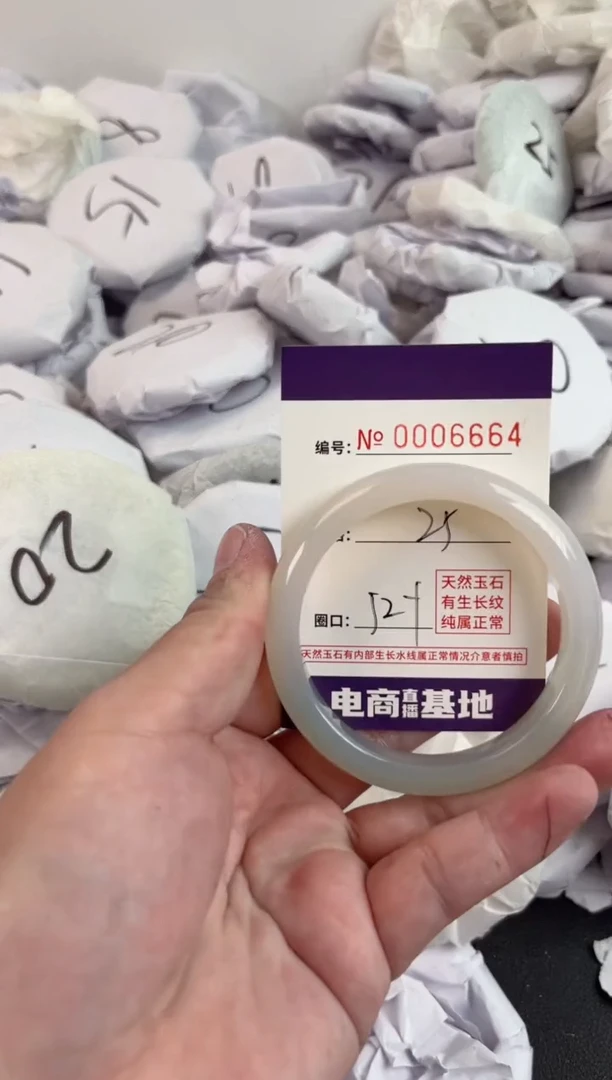 8
15
20
编号: № 0006664
25
圈口: 52+
天然玉石
有生长纹
纯属正常
天然玉石有内部生长水线属正常情况介意者慎拍
电商直播基地